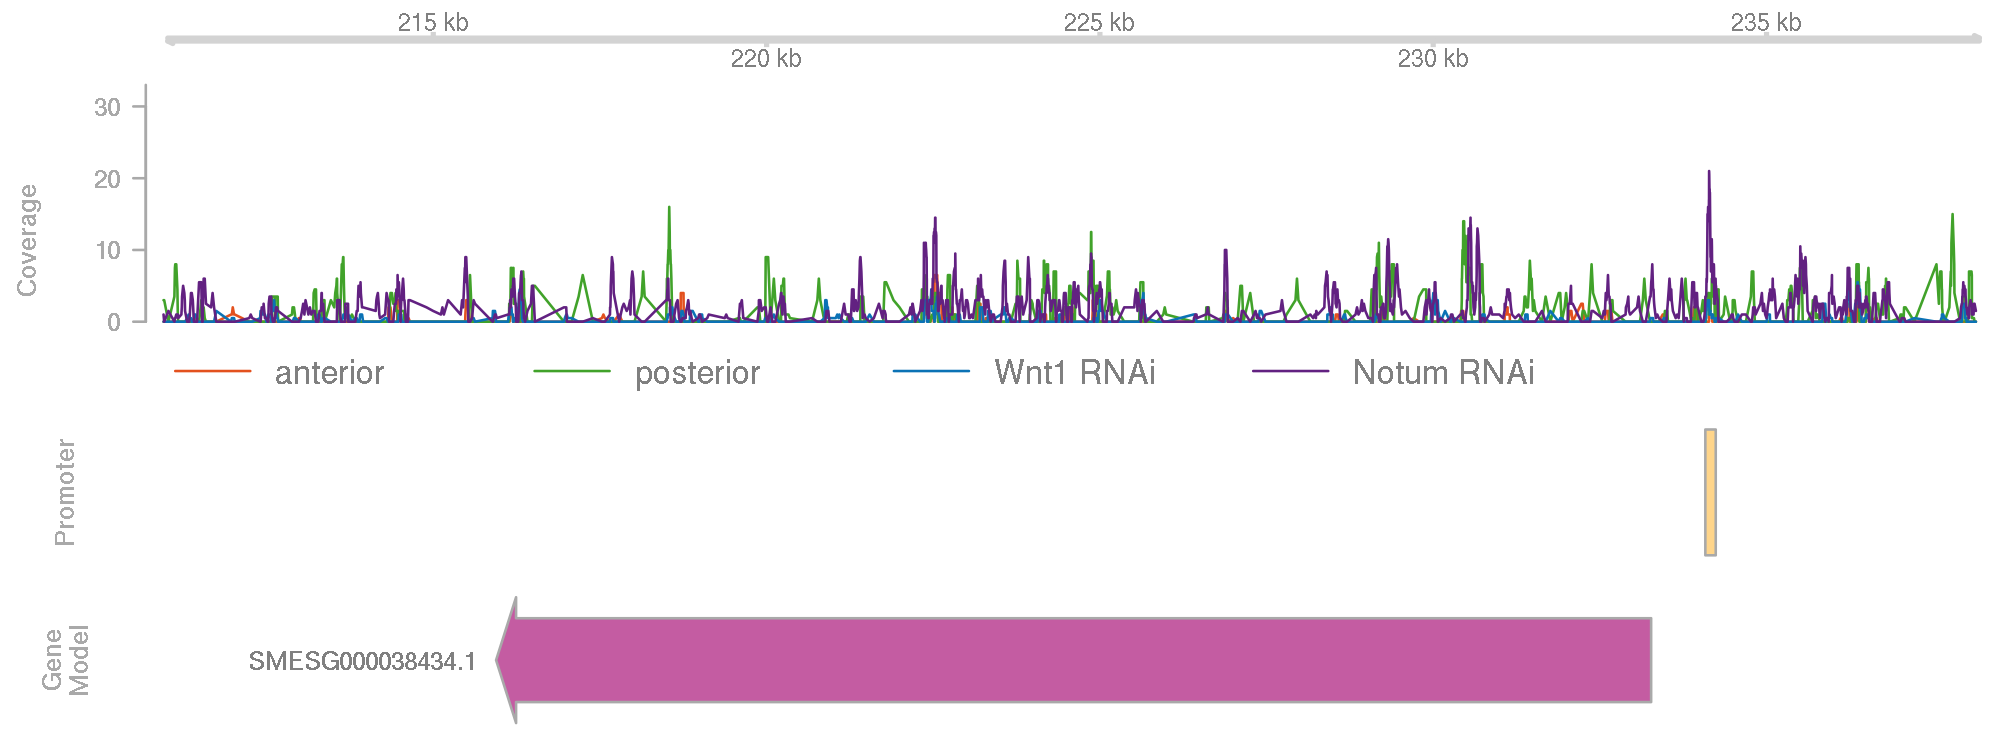 215 kb
225 kb
235 kb
220 kb
230 kb
Coverage
30
20
10
0
anterior
posterior
Wnt1 RNAi
Notum RNAi
Promoter
Gene
Model
SMESG000038434.1